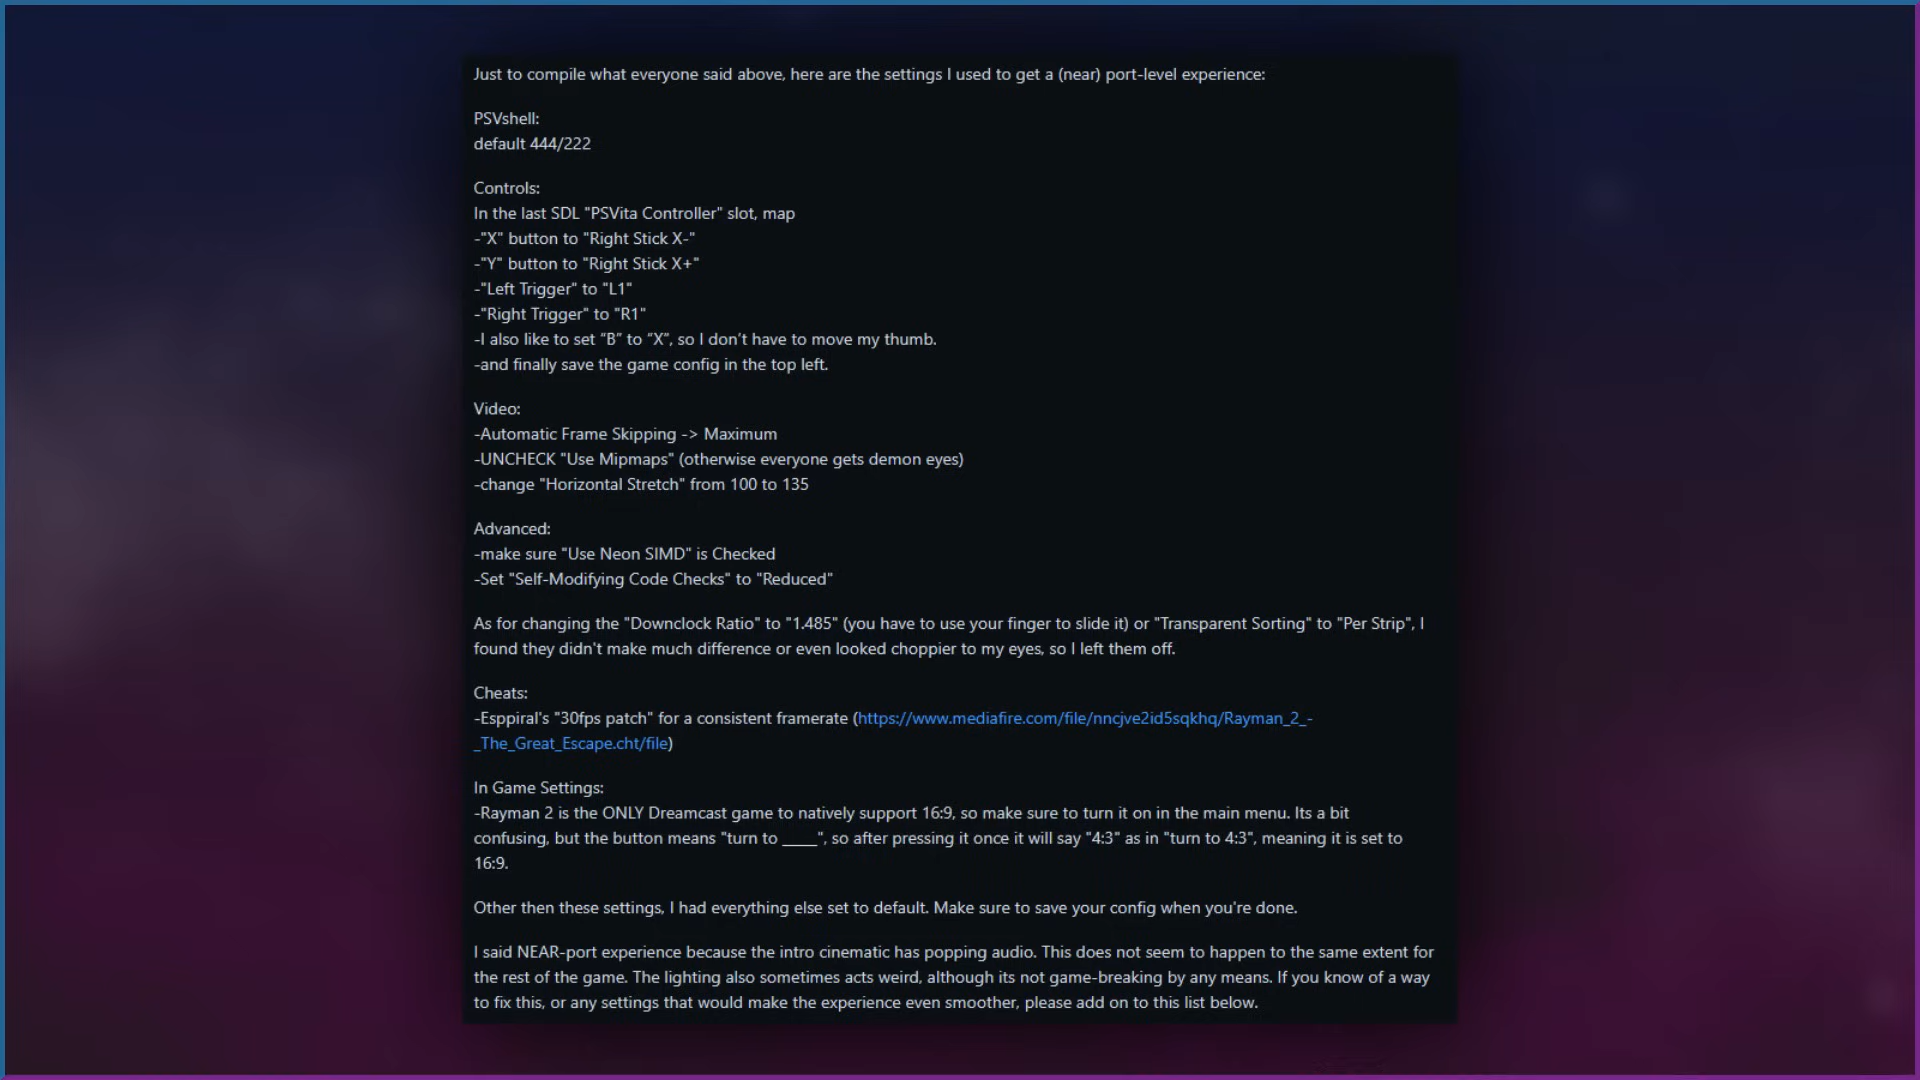 Just to compile what everyone said above, here are the settings I used to get a (near) port-level experience:
PSVshell:
default 444/222
Controls:
In the last SDL "PSVita Controller" slot, map
-"X" button to "Right Stick X-"
-"Y" button to "Right Stick X+"
-"Left Trigger" to "L1"
-"Right Trigger" to "R1"
-I also like to set “B” to “X”, so I don’t have to move my thumb.
-and finally save the game config in the top left.
Video:
-Automatic Frame Skipping -> Maximum
-UNCHECK "Use Mipmaps" (otherwise everyone gets demon eyes)
-change "Horizontal Stretch" from 100 to 135
Advanced:
-make sure "Use Neon SIMD" is Checked
-Set "Self-Modifying Code Checks" to "Reduced"
As for changing the "Downclock Ratio" to "1.485" (you have to use your finger to slide it) or "Transparent Sorting" to "Per Strip", I
found they didn't make much difference or even looked choppier to my eyes, so I left them off.
Cheats:
-Esppiral's "30fps patch" for a consistent framerate (https://www.mediafire.com/file/nncjve2id5sqkhq/Rayman_2_-
_The_Great_Escape.cht/file)
In Game Settings:
-Rayman 2 is the ONLY Dreamcast game to natively support 16:9, so make sure to turn it on in the main menu. Its a bit
confusing, but the button means "turn to ____", so after pressing it once it will say "4:3" as in "turn to 4:3", meaning it is set to
16:9.
Other then these settings, I had everything else set to default. Make sure to save your config when you're done.
I said NEAR-port experience because the intro cinematic has popping audio. This does not seem to happen to the same extent for
the rest of the game. The lighting also sometimes acts weird, although its not game-breaking by any means. If you know of a way
to fix this, or any settings that would make the experience even smoother, please add on to this list below.